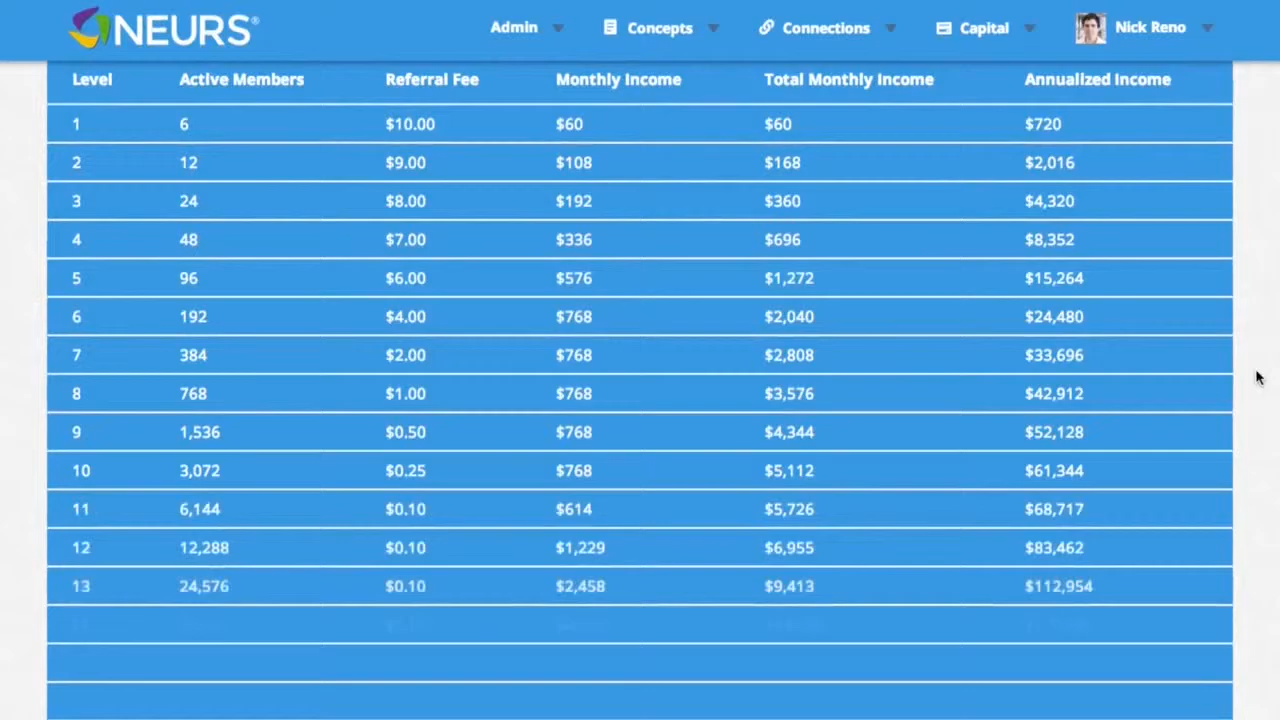 NEURS® Admin Concepts Connections Capital Nick Reno
Level Active Members Referral Fee Monthly Income Total Monthly Income Annualized Income
1 6 $10.00 $60 $60 $720
2 12 $9.00 $108 $168 $2,016
3 24 $8.00 $192 $360 $4,320
4 48 $7.00 $336 $696 $8,352
5 96 $6.00 $576 $1,272 $15,264
6 192 $4.00 $768 $2,040 $24,480
7 384 $2.00 $768 $2,808 $33,696
8 768 $1.00 $768 $3,576 $42,912
9 1,536 $0.50 $768 $4,344 $52,128
10 3,072 $0.25 $768 $5,112 $61,344
11 6,144 $0.10 $614 $5,726 $68,717
12 12,288 $0.10 $1,229 $6,955 $83,462
13 24,576 $0.10 $2,458 $9,413 $112,954